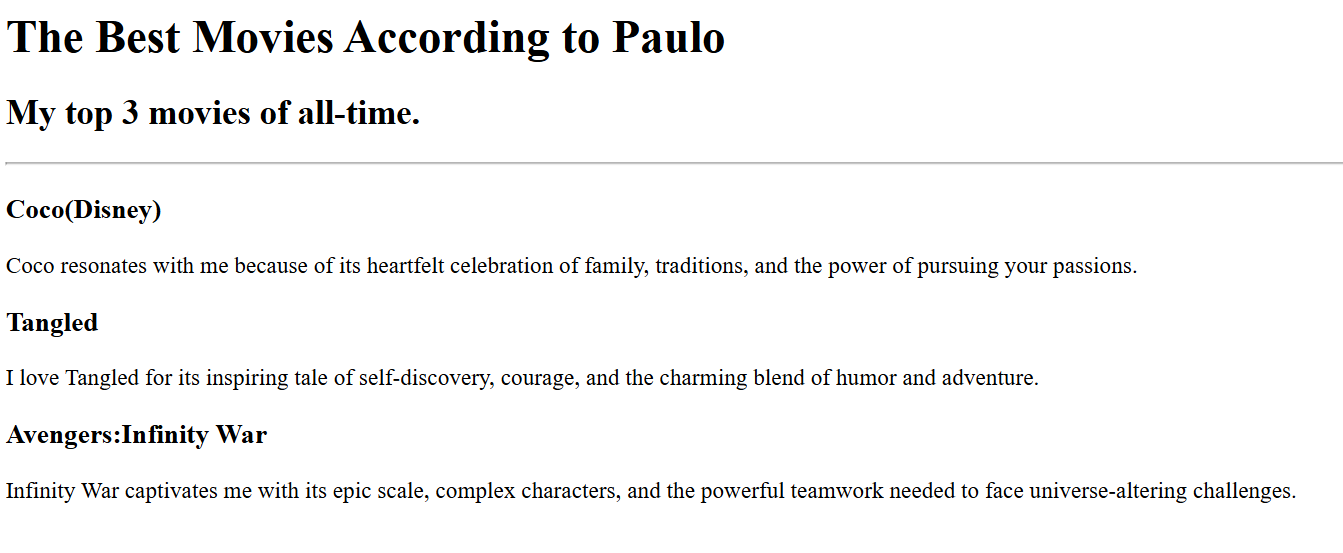 The Best Movies According to Paulo
My top 3 movies of all-time.
Coco(Disney)
Coco resonates with me because of its heartfelt celebration of family, traditions, and the power of pursuing your passions.
Tangled
I love Tangled for its inspiring tale of self-discovery, courage, and the charming blend of humor and adventure.
Avengers:Infinity War
Infinity War captivates me with its epic scale, complex characters, and the powerful teamwork needed to face universe-altering challenges.